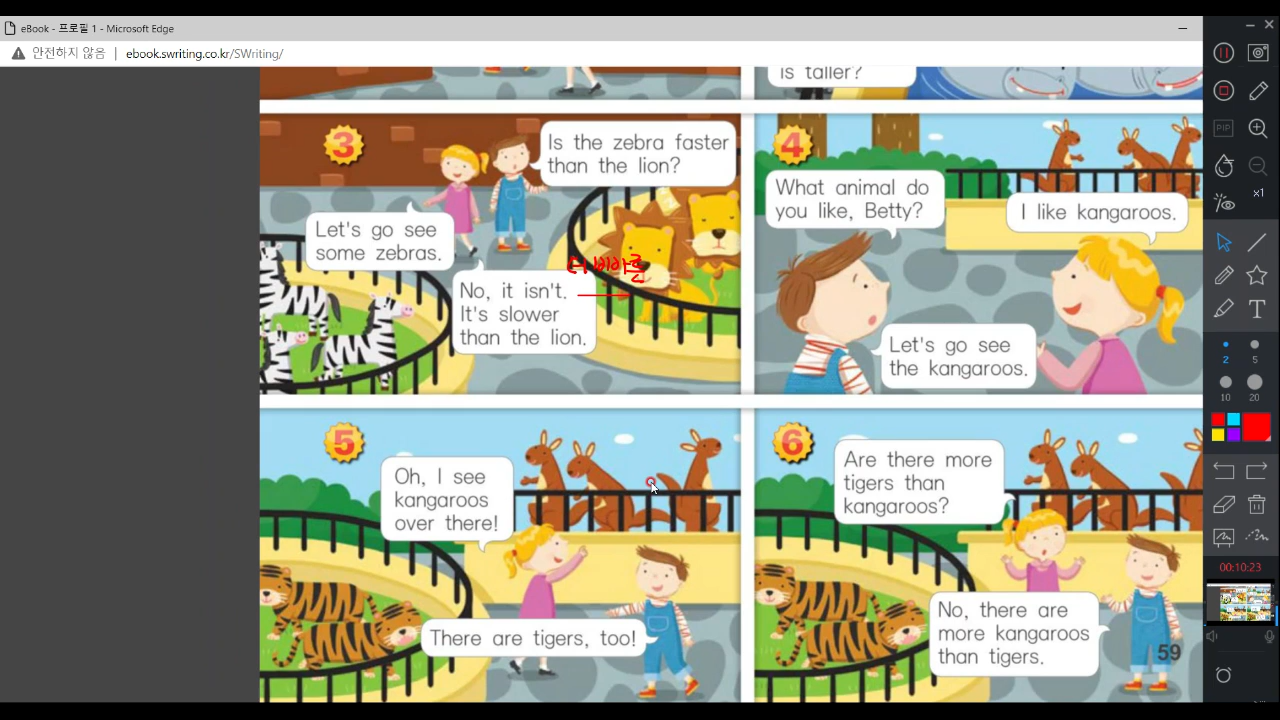 eBook - 프로필 1 - Microsoft Edge
안전하지 않음 | ebook.swriting.co.kr/SWriting/
is taller?
3
Is the zebra faster
than the lion?
Let's go see
some zebras.
No, it isn't.
It's slower
than the lion.
4
What animal do
you like, Betty?
I like kangaroos.
Let's go see
the kangaroos.
5
Oh, I see
kangaroos
over there!
There are tigers, too!
6
Are there more
tigers than
kangaroos?
No, there are
more kangaroos
than tigers.
59
PIP
x1
T
2
5
10
20
00:10:23